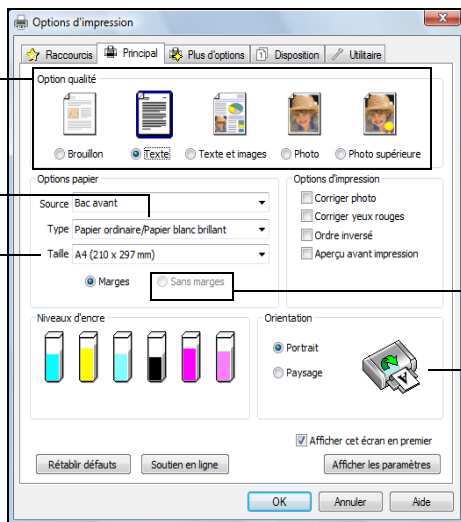 Options d'impression
Raccourcis Principal Plus d'options 1 Disposition Utilitaire
Option qualité
Brouillon Texte Texte et images Photo Photo supérieure
Options papier
Source Bac avant
Type Papier ordinaire/Papier blanc brillant
Taille A4 (210 x 297 mm)
Marges Sans marges
Options d'impression
Corriger photo
Corriger yeux rouges
Ordre inversé
Aperçu avant impression
Niveaux d'encre
Orientation
Portrait
Paysage
A
Afficher cet écran en premier
Rétablir défauts Soutien en ligne Afficher les paramètres
OK Annuler Aide